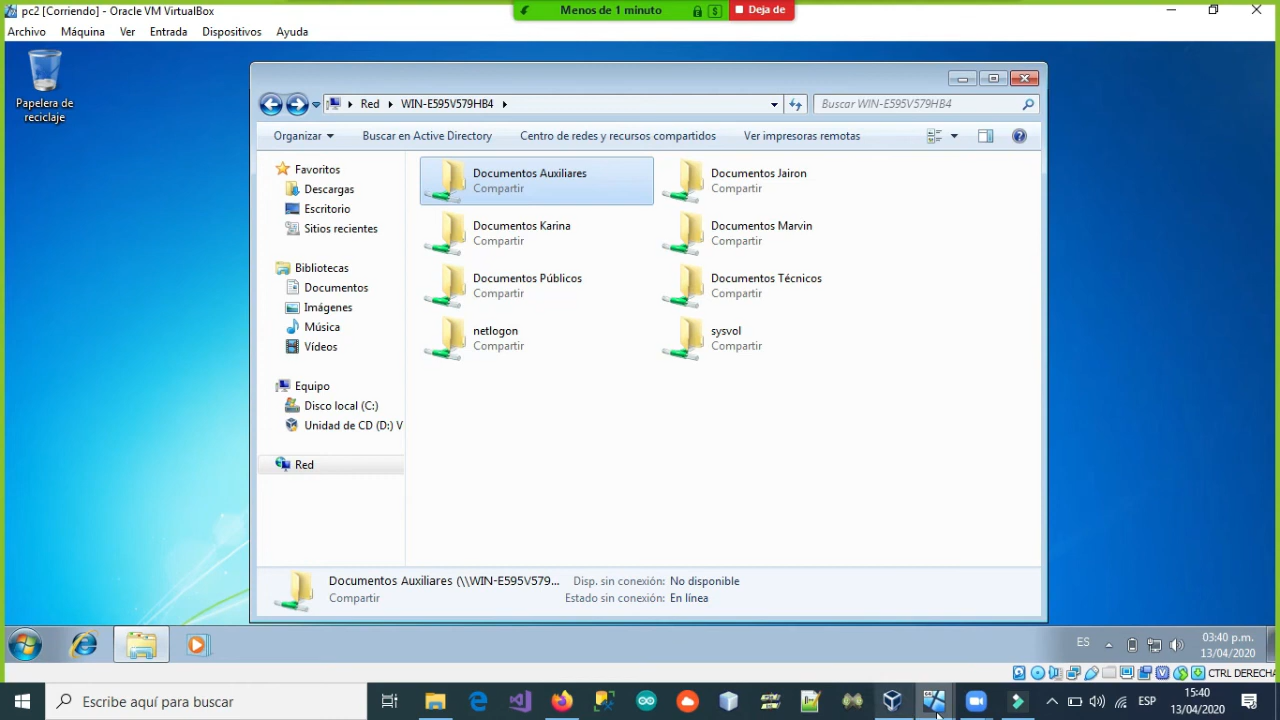 pc2 [Corriendo] - Oracle VM VirtualBox
Menos de 1 minuto
Deja de
Archivo Máquina Ver Entrada Dispositivos Ayuda
Papelera de
reciclaje
Red WIN-E595V579HB4
Buscar WIN-E595V579HB4
Organizar Buscar en Active Directory Centro de redes y recursos compartidos Ver impresoras remotas
Favoritos
Descargas
Escritorio
Sitios recientes
Bibliotecas
Documentos
Imágenes
Música
Vídeos
Equipo
Disco local (C:)
Unidad de CD (D:) V
Red
Documentos Auxiliares
Compartir
Documentos Jairon
Compartir
Documentos Karina
Compartir
Documentos Marvin
Compartir
Documentos Públicos
Compartir
Documentos Técnicos
Compartir
netlogon
Compartir
sysvol
Compartir
Documentos Auxiliares (\\WIN-E595V579... Disp. sin conexión: No disponible
Compartir Estado sin conexión: En línea
ES
03:40 p.m.
13/04/2020
CTRL DERECHA
Escribe aquí para buscar
ESP
15:40
13/04/2020